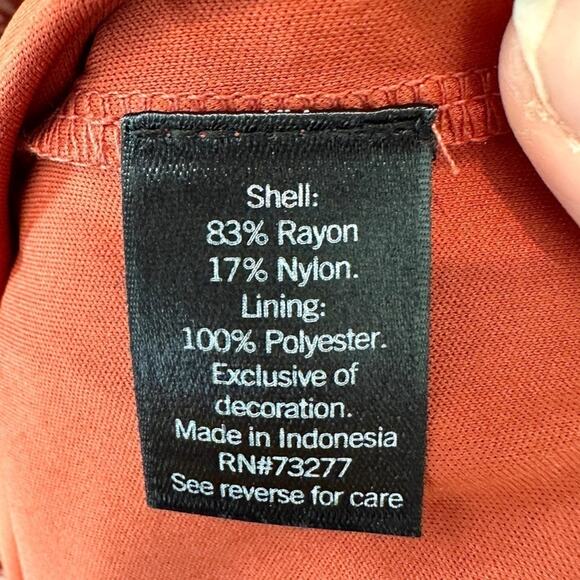 Shell:
83% Rayon
17% Nylon.
Lining:
100% Polyester.
Exclusive of
decoration.
Made in Indonesia
RN#73277
See reverse for care